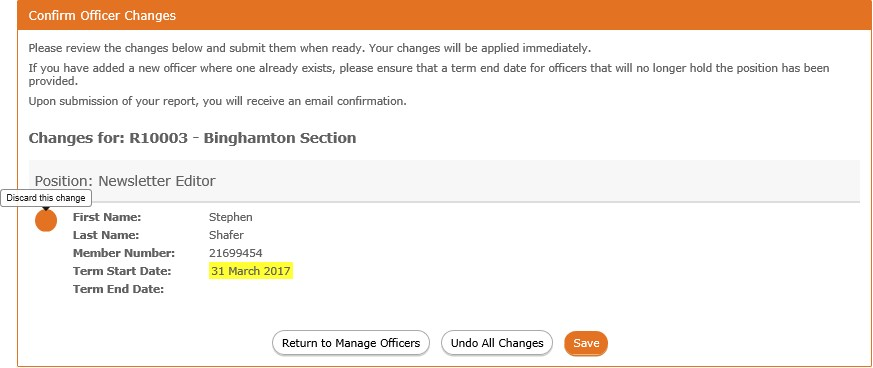 Confirm Officer Changes
Please review the changes below and submit them when ready. Your changes will be applied immediately.
If you have added a new officer where one already exists, please ensure that a term end date for officers that will no longer hold the position has been
provided.
Upon submission of your report, you will receive an email confirmation.
Changes for: R10003 - Binghamton Section
Position: Newsletter Editor
Discard this change
First Name: Stephen
Last Name: Shafer
Member Number: 21699454
Term Start Date: 31 March 2017
Term End Date:
Return to Manage Officers Undo All Changes Save